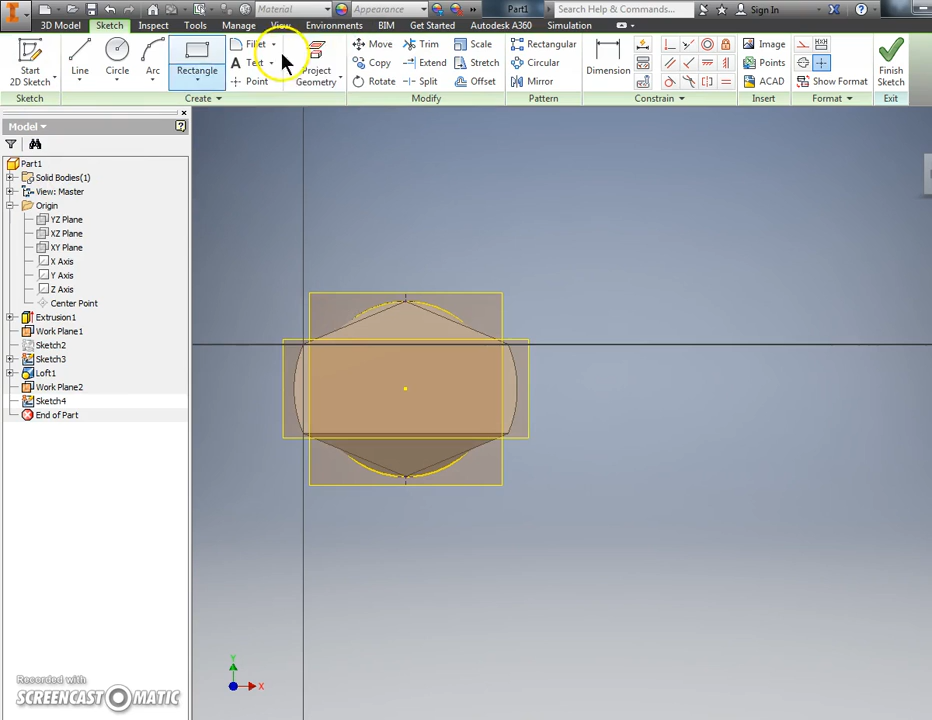 Material
Appearance
Part1
Search Help & Commands...
Sign In
3D Model
Sketch
Inspect
Tools
Manage
View
Environments
BIM
Get Started
Autodesk A360
Simulation
Start
2D Sketch
Line
Circle
Arc
Rectangle
Fillet
Text
Point
Project
Geometry
Move
Copy
Rotate
Trim
Extend
Split
Scale
Stretch
Offset
Rectangular
Circular
Mirror
Dimension
Image
Points
ACAD
Show Format
Finish
Sketch
Sketch
Create
Modify
Pattern
Constrain
Insert
Format
Exit
Model
Part1
Solid Bodies(1)
View: Master
Origin
YZ Plane
XZ Plane
XY Plane
X Axis
Y Axis
Z Axis
Center Point
Extrusion1
Work Plane1
Sketch2
Sketch3
Loft1
Work Plane2
Sketch4
End of Part
Y
X
Recorded with
SCREENCAST-O-MATIC